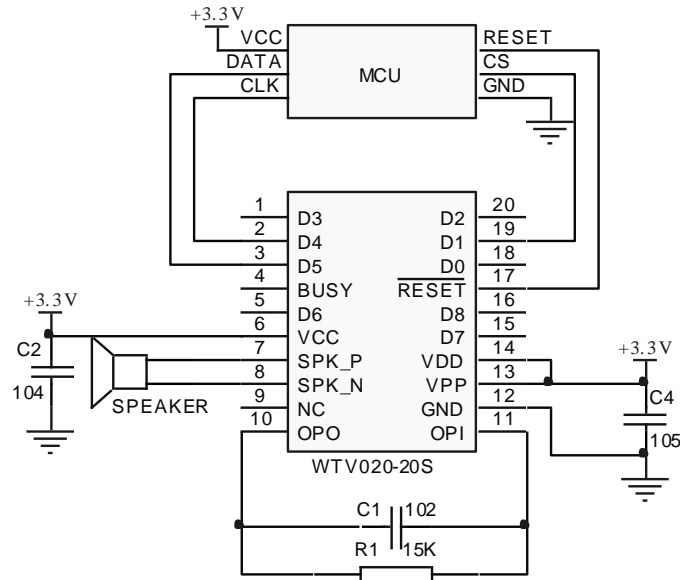 +3.3V
VCC
DATA
CLK
MCU
RESET
CS
GND
1
2
3
4
5
6
7
8
9
10
D3
D4
D5
BUSY
D6
VCC
SPK_P
SPK_N
NC
OPO
D2
D1
D0
RESET
D8
D7
VDD
VPP
GND
OPI
20
19
18
17
16
15
14
13
12
11
+3.3V
C2
104
SPEAKER
+3.3V
C4
105
WTV020-20S
C1 102
R1 15K